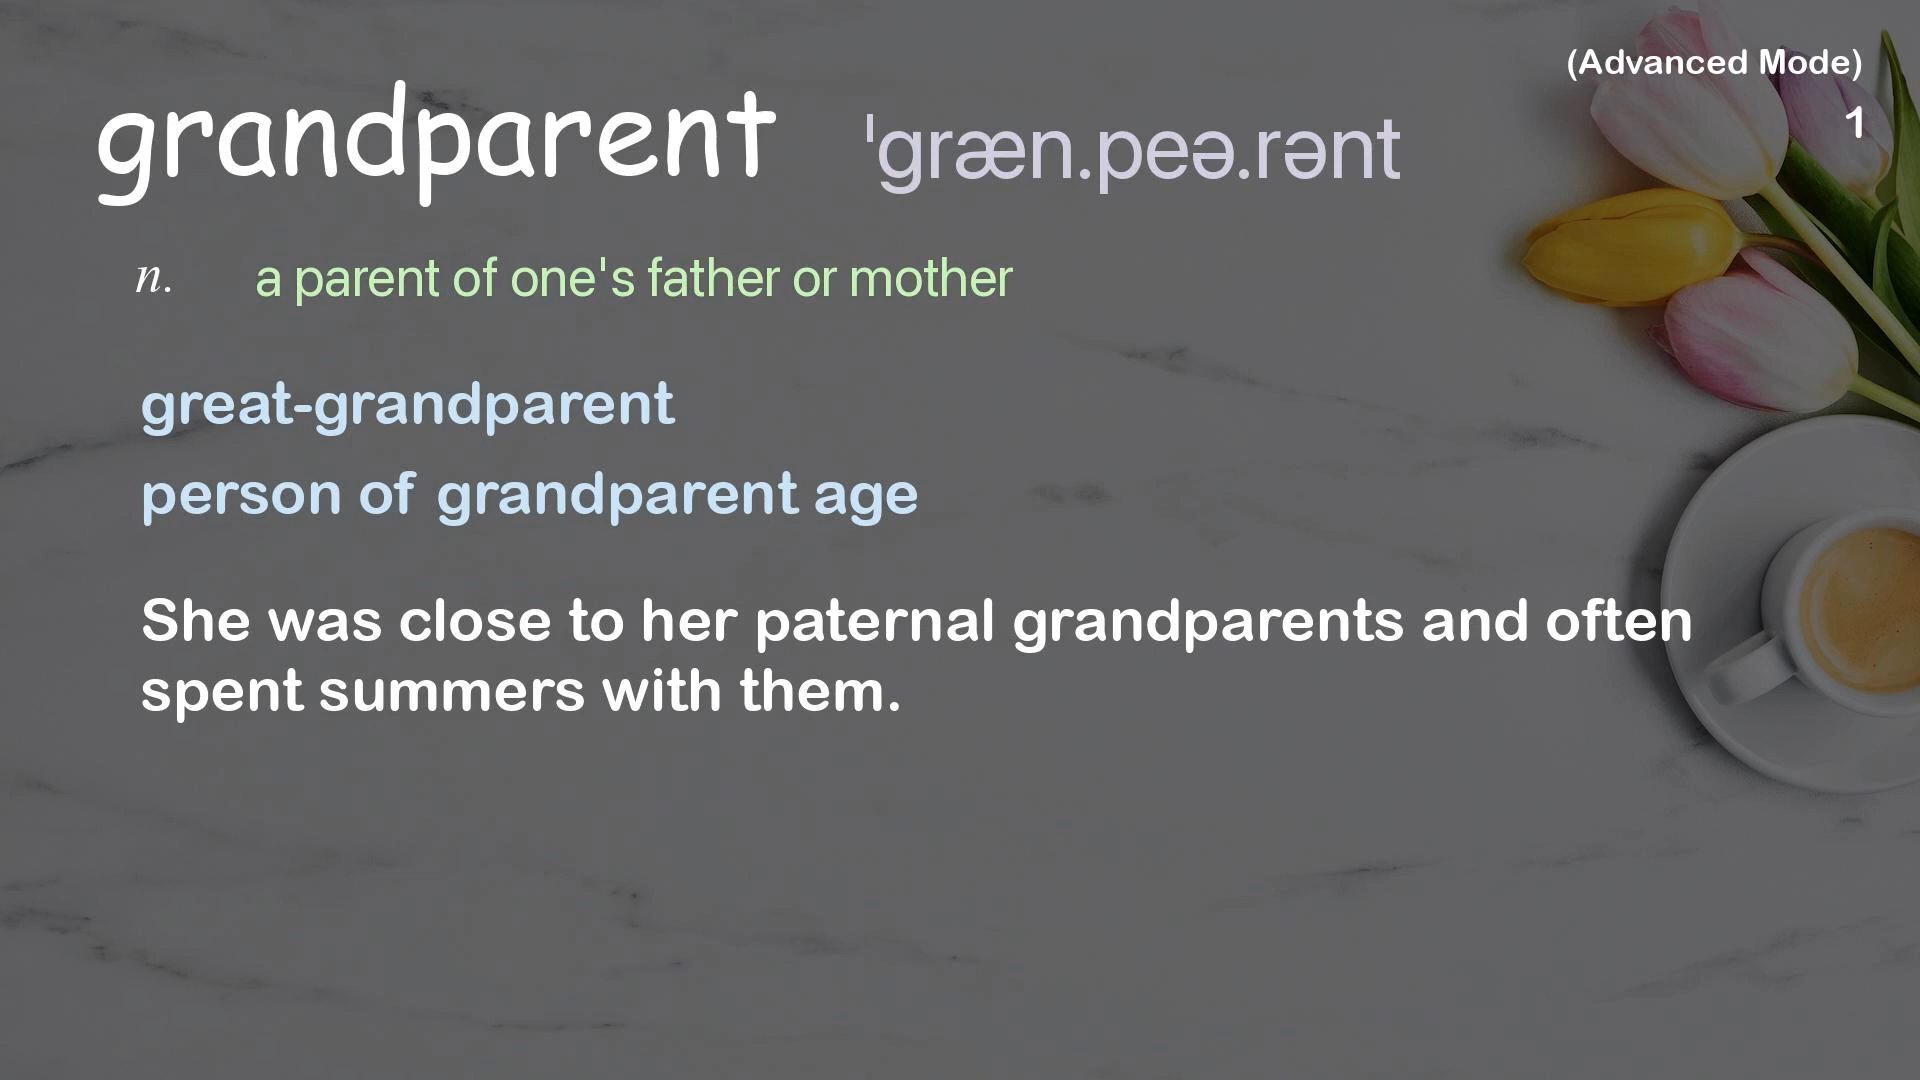 (Advanced Mode)
1
grandparent ˈɡræn.peə.rənt
n. a parent of one's father or mother
great-grandparent
person of grandparent age
She was close to her paternal grandparents and often
spent summers with them.